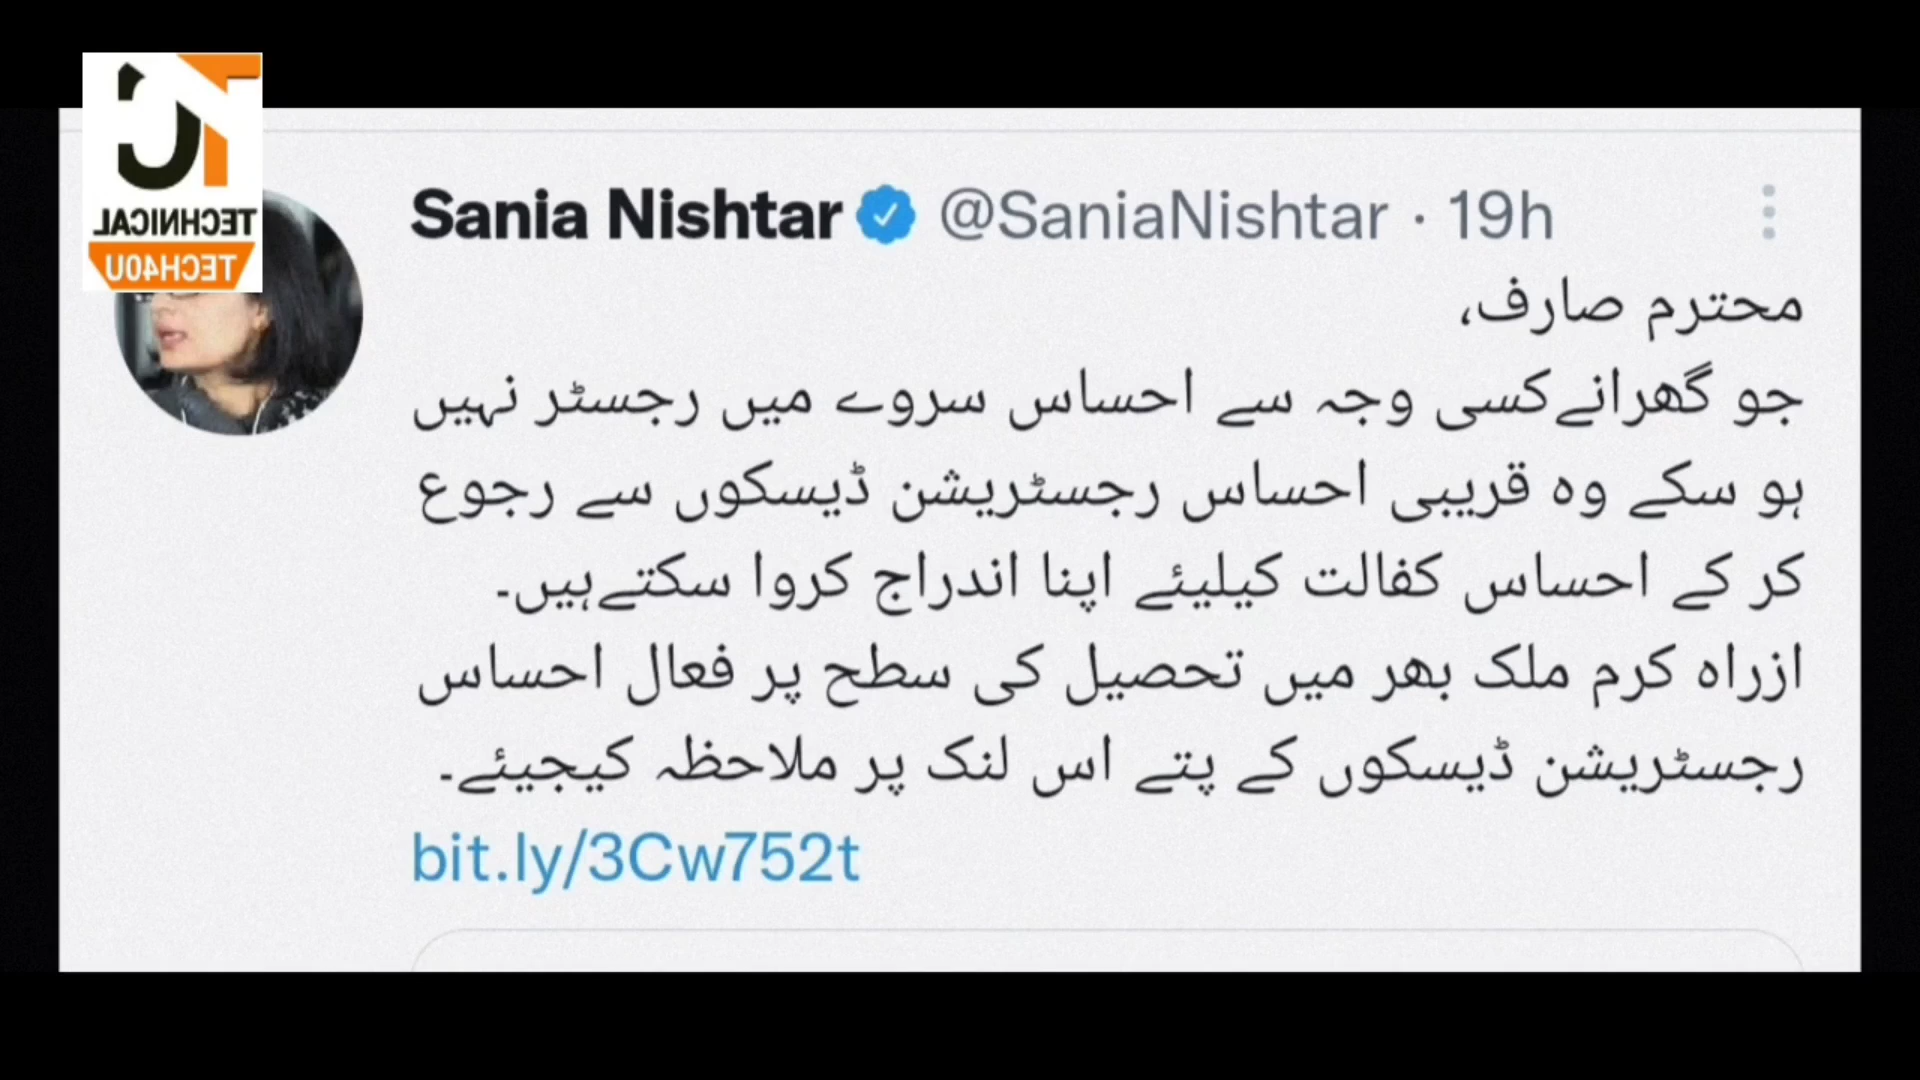 TECHNICAL
TECH40U
Sania Nishtar @SaniaNishtar · 19h
محترم صارف،
جو گھرانےکسی وجہ سے احساس سروے میں رجسٹر نہیں
ہو سکے وہ قریبی احساس رجسٹریشن ڈیسکوں سے رجوع
کر کے احساس کفالت کیلیئے اپنا اندراج کروا سکتےہیں۔
ازراہ کرم ملک بھر میں تحصیل کی سطح پر فعال احساس
رجسٹریشن ڈیسکوں کے پتے اس لنک پر ملاحظہ کیجیئے۔
bit.ly/3Cw752t